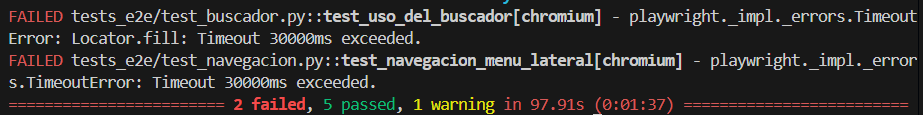 FAILED tests_e2e/test_buscador.py::test_uso_del_buscador[chromium] - playwright._impl._errors.Timeout
Error: Locator.fill: Timeout 30000ms exceeded.
FAILED tests_e2e/test_navegacion.py::test_navegacion_menu_lateral[chromium] - playwright._impl._error
s.TimeoutError: Timeout 30000ms exceeded.
======================== 2 failed, 5 passed, 1 warning in 97.91s (0:01:37) =========================